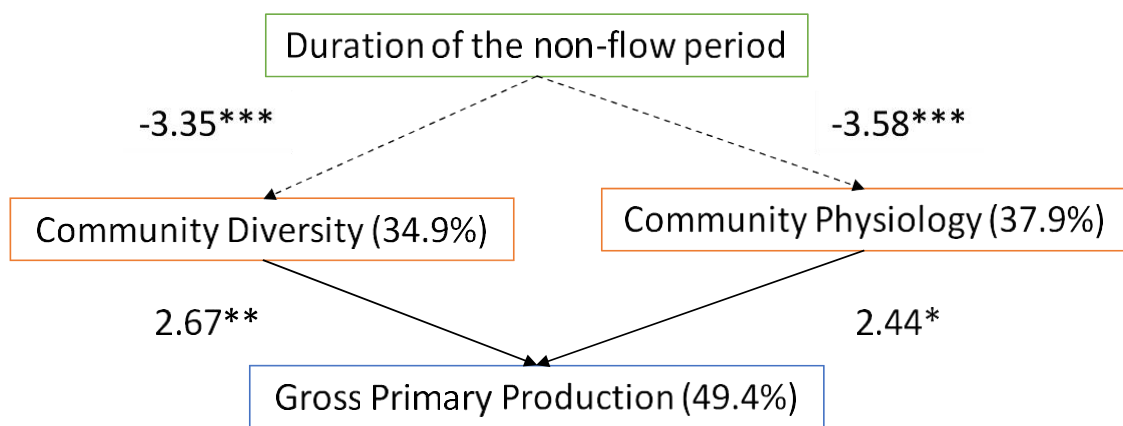 Duration of the non-flow period
-3.35***
-3.58***
Community Diversity (34.9%)
Community Physiology (37.9%)
2.67**
2.44*
Gross Primary Production (49.4%)